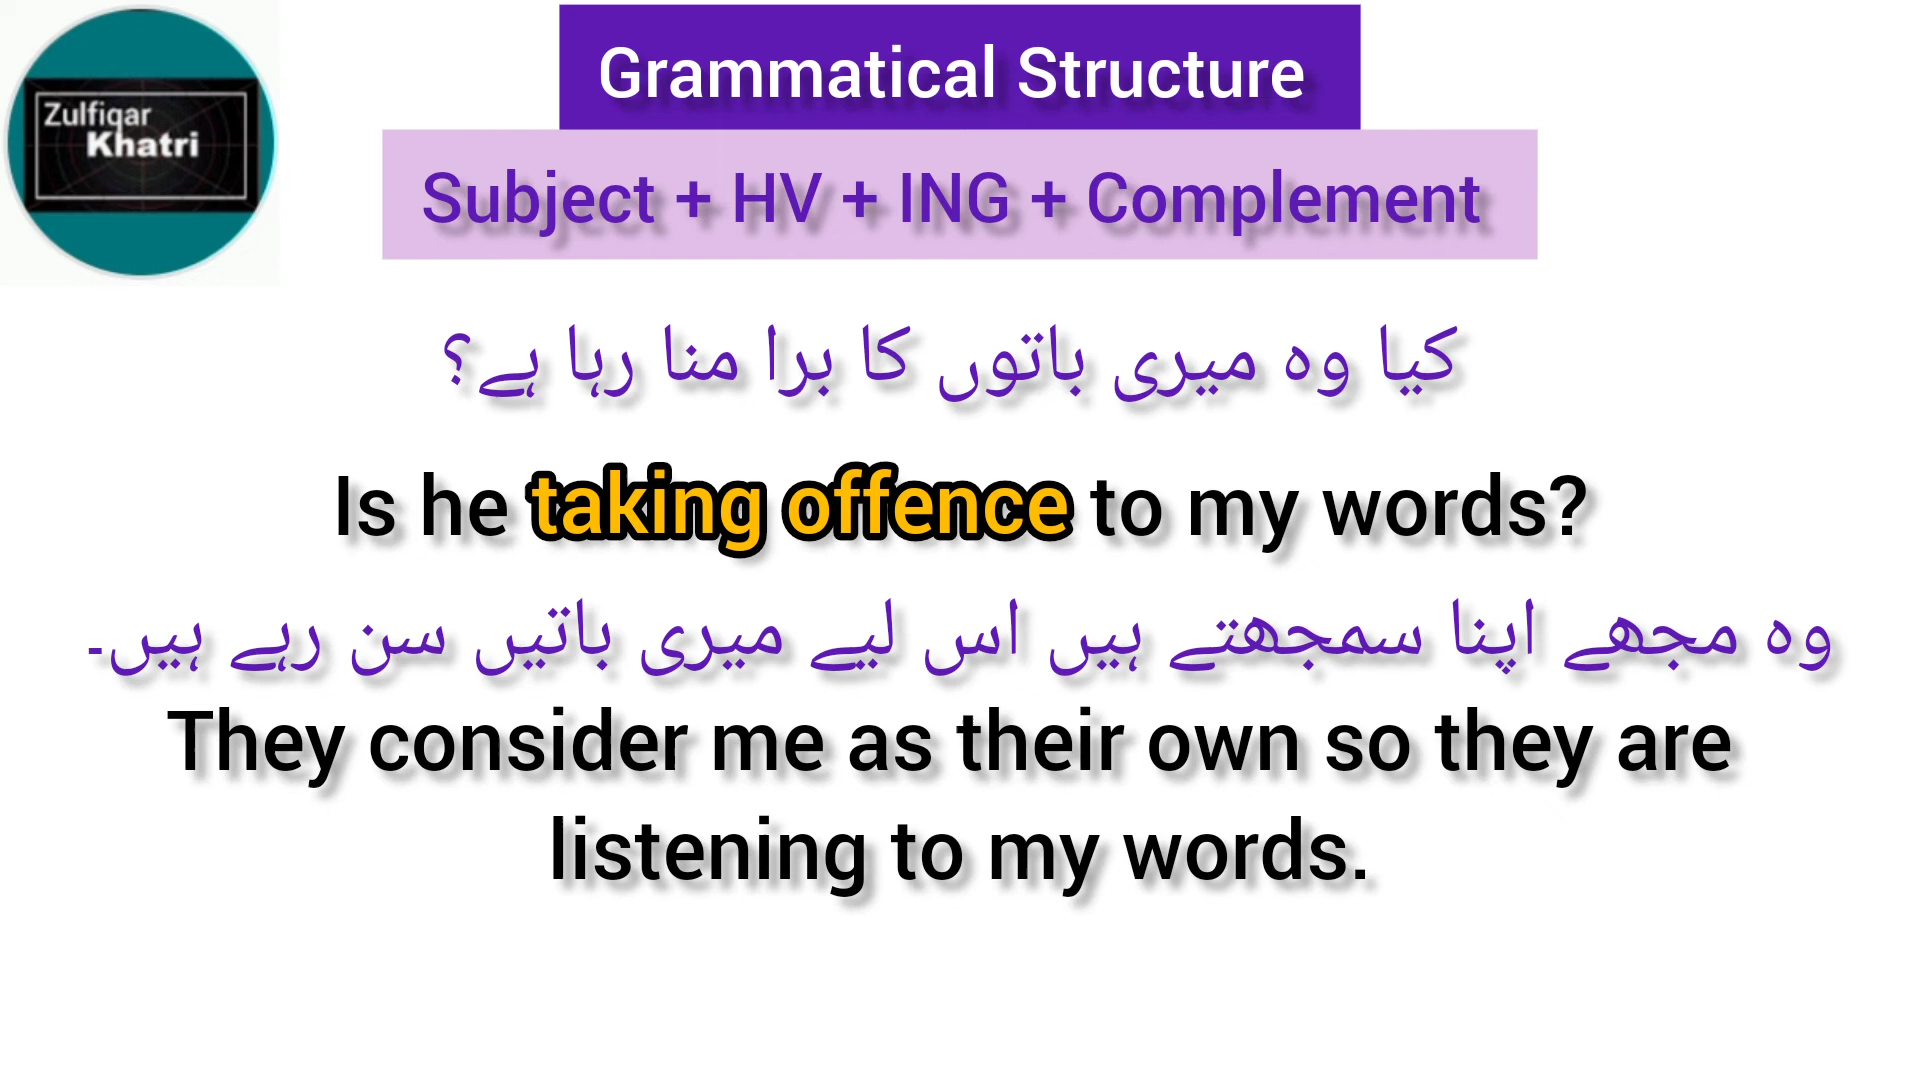 Zulfiqar
Khatri
Grammatical Structure
Subject + HV + ING + Complement
کیا وہ میری باتوں کا برا منا رہا ہے؟
Is he taking offence to my words?
وہ مجھے اپنا سمجھتے ہیں اس لیے میری باتیں سن رہے ہیں۔
They consider me as their own so they are
listening to my words.